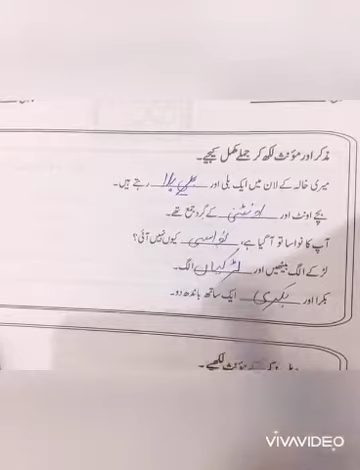 مذکر اور مؤنث لکھ کر جملے مکمل کیجیے۔
میری خالہ کے لان میں ایک بلی اور بلا رہتے ہیں۔
بچے اونٹ اور اونٹنی کے گرد جمع تھے۔
آپ کا نواسا تو آ گیا ہے، نواسی کیوں نہیں آئی؟
لڑکے الگ بیٹھیں اور لڑکیاں الگ۔
بکرا اور بکری ایک ساتھ باندھ دو۔
مؤنث لکھیے۔
VIVAVIDEO